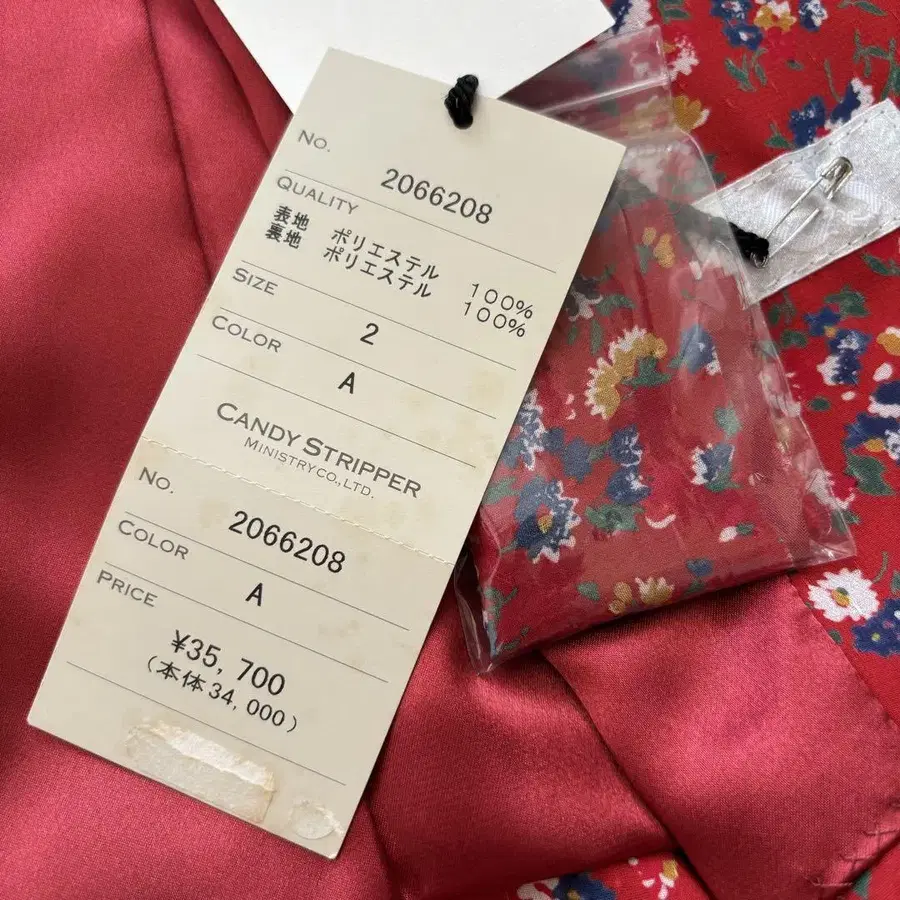 No.
2066208
QUALITY
表地 ポリエステル 100%
裏地 ポリエステル 100%
SIZE
2
COLOR
A
CANDY STRIPPER
MINISTRY CO., LTD.
No.
2066208
COLOR
A
PRICE
¥35, 700
(本体34, 000)